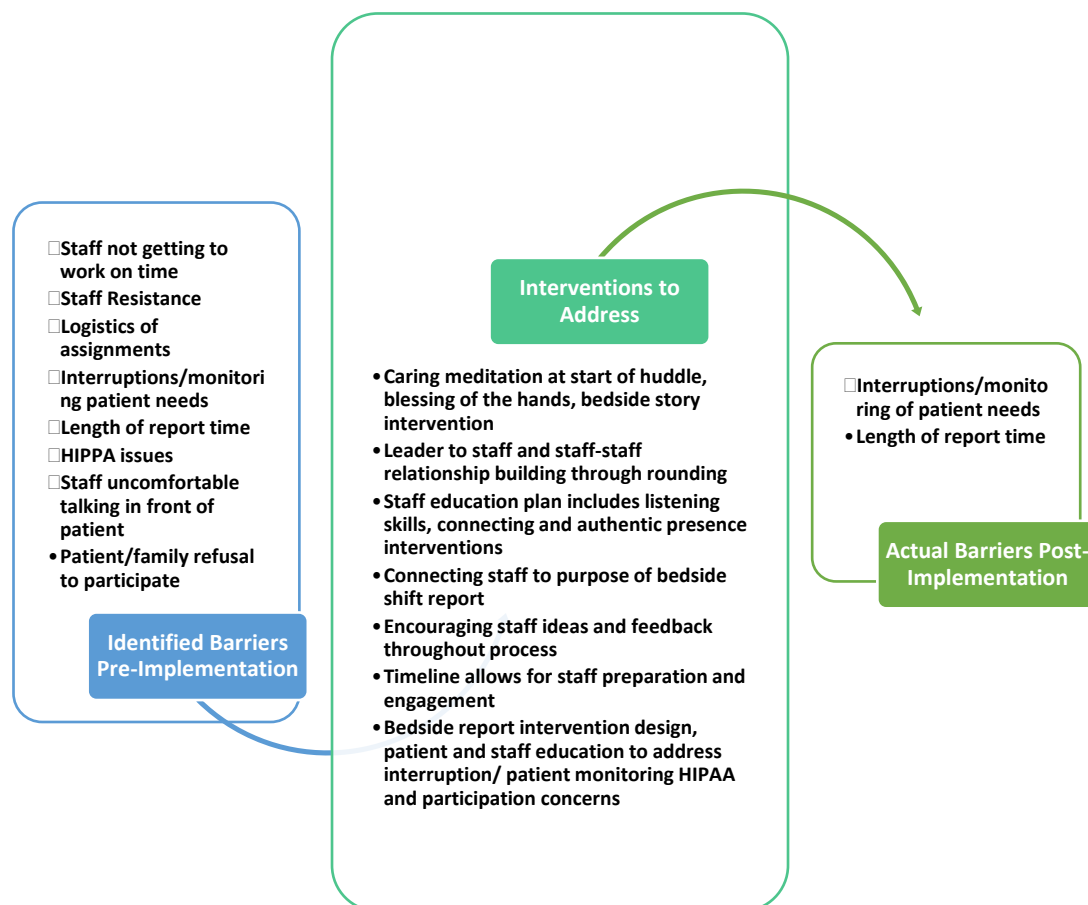 □Staff not getting to
work on time
□Staff Resistance
□Logistics of
assignments
□Interruptions/monitori
ng patient needs
□Length of report time
□HIPPA issues
□Staff uncomfortable
talking in front of
patient
•Patient/family refusal
to participate
Identified Barriers
Pre-Implementation
Interventions to
Address
•Caring meditation at start of huddle,
blessing of the hands, bedside story
intervention
•Leader to staff and staff-staff
relationship building through rounding
•Staff education plan includes listening
skills, connecting and authentic presence
interventions
•Connecting staff to purpose of bedside
shift report
•Encouraging staff ideas and feedback
throughout process
•Timeline allows for staff preparation and
engagement
•Bedside report intervention design,
patient and staff education to address
interruption/ patient monitoring HIPAA
and participation concerns
□Interruptions/monito
ring of patient needs
•Length of report time
Actual Barriers Post-
Implementation